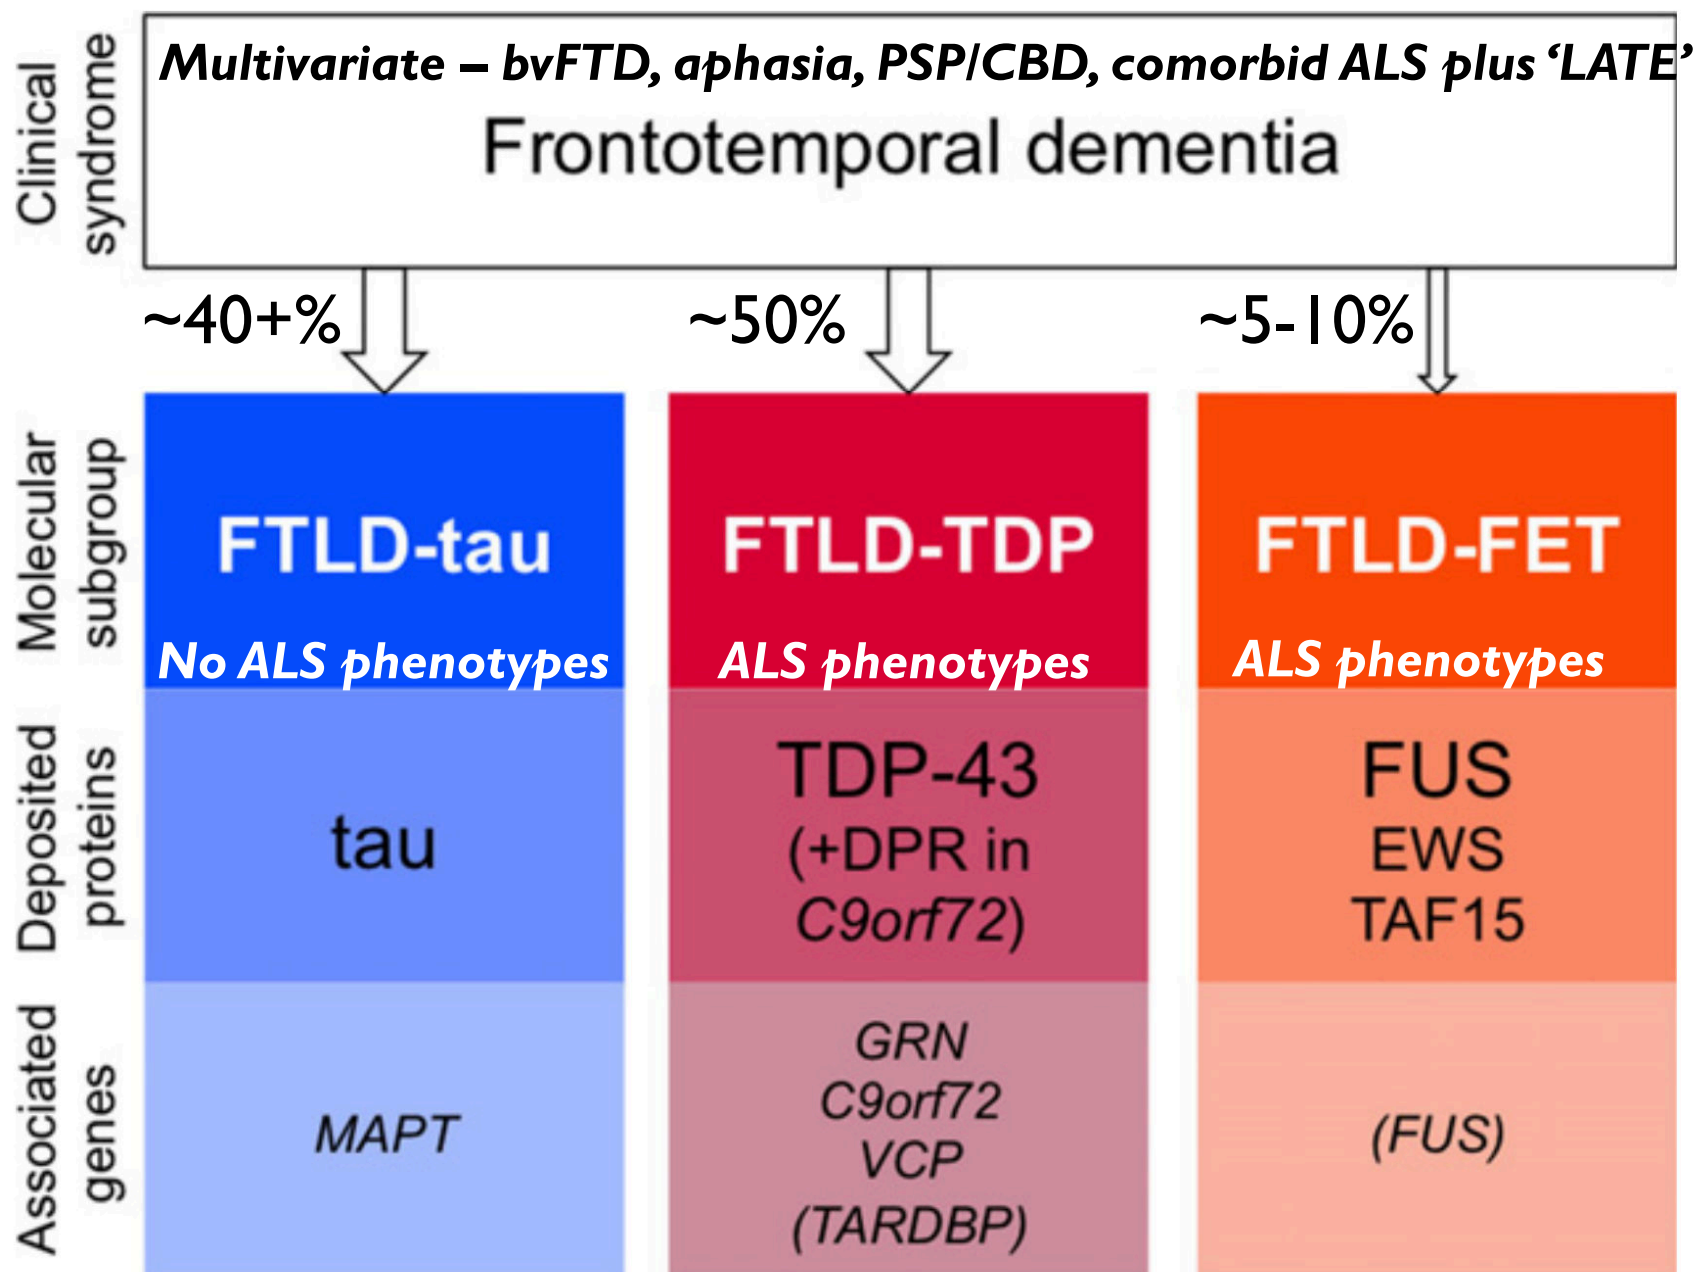 Clinical
syndrome
Multivariate – bvFTD, aphasia, PSP/CBD, comorbid ALS plus ‘LATE’
Frontotemporal dementia
~40+%
~50%
~5-10%
Molecular
subgroup
FTLD-tau
No ALS phenotypes
FTLD-TDP
ALS phenotypes
FTLD-FET
ALS phenotypes
Deposited
proteins
tau
TDP-43
(+DPR in
C9orf72)
FUS
EWS
TAF15
Associated
genes
MAPT
GRN
C9orf72
VCP
(TARDBP)
(FUS)